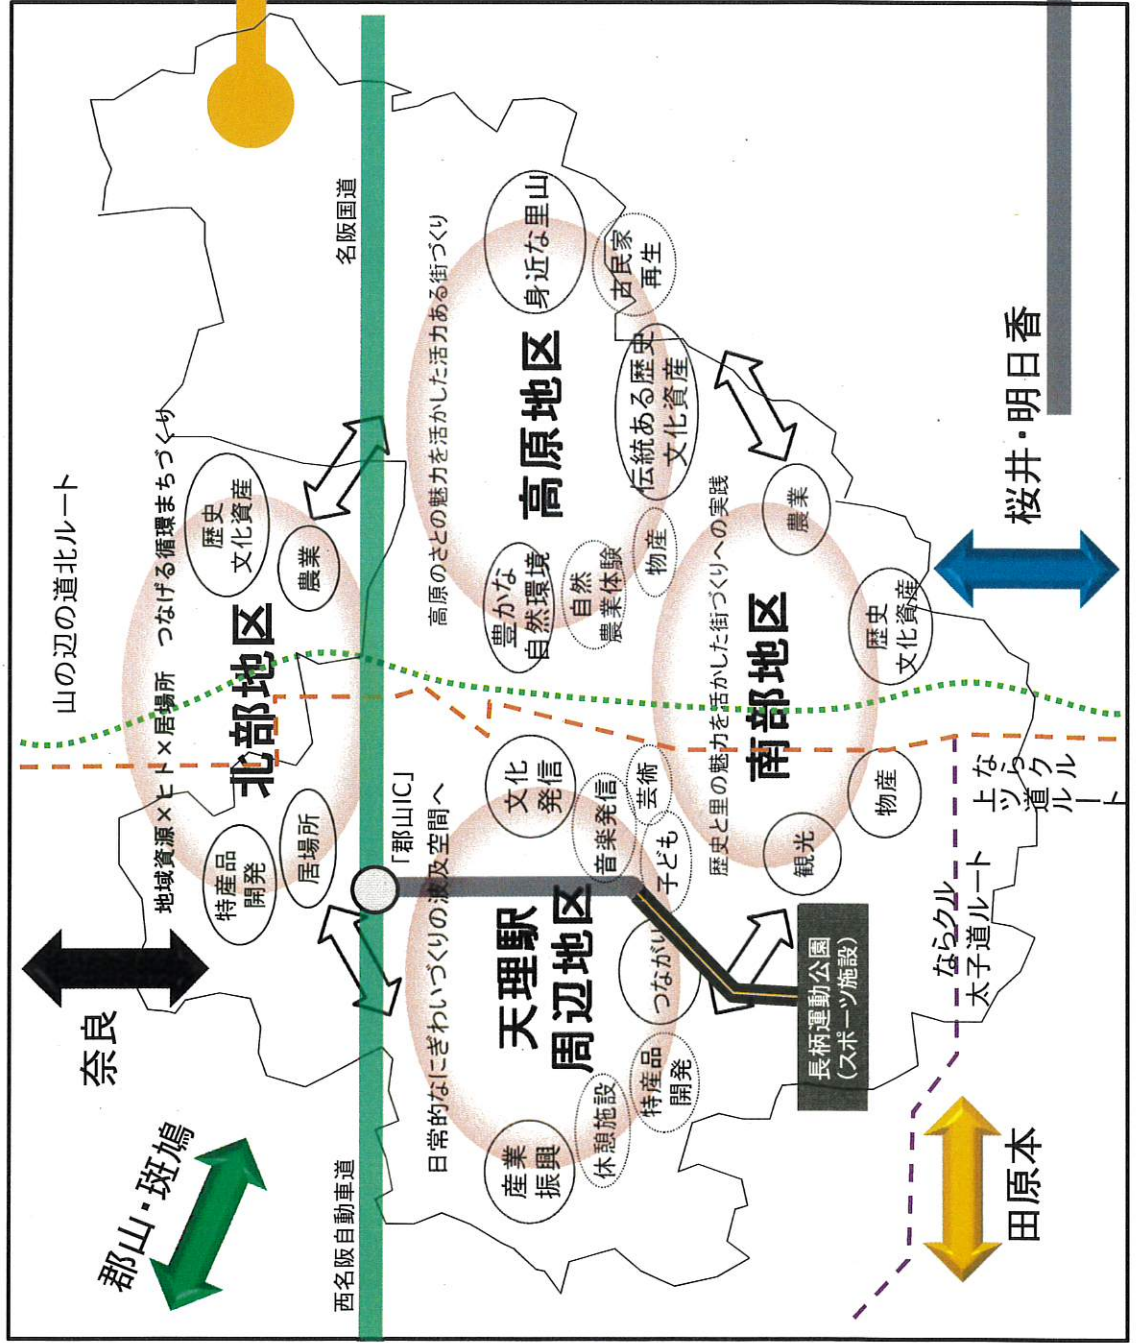 郡山・斑鳩
奈良
山の辺の道北ルート
地域資源×ヒト×居場所　つなげる循環まちづくり
北部地区
特産品
開発
居場所
歴史
文化資産
農業
西名阪自動車道
名阪国道
「郡山IC」
日常的なにぎわいづくりの波及空間へ
天理駅
周辺地区
産業
振興
文化
発信
休憩施設
音楽発信
特産品
開発
つながり
子ども
芸術
高原のさとの魅力を活かした活力ある街づくり
高原地区
豊かな
自然環境
身近な里山
自然
農業体験
古民家
再生
物産
伝統ある歴史
文化資産
歴史と里の魅力を活かした街づくりへの実践
南部地区
観光
農業
物産
歴史
文化資産
長柄運動公園
（スポーツ施設）
ならクル
太子道ルート
ならクル
上ツ道ルート
田原本
桜井・明日香